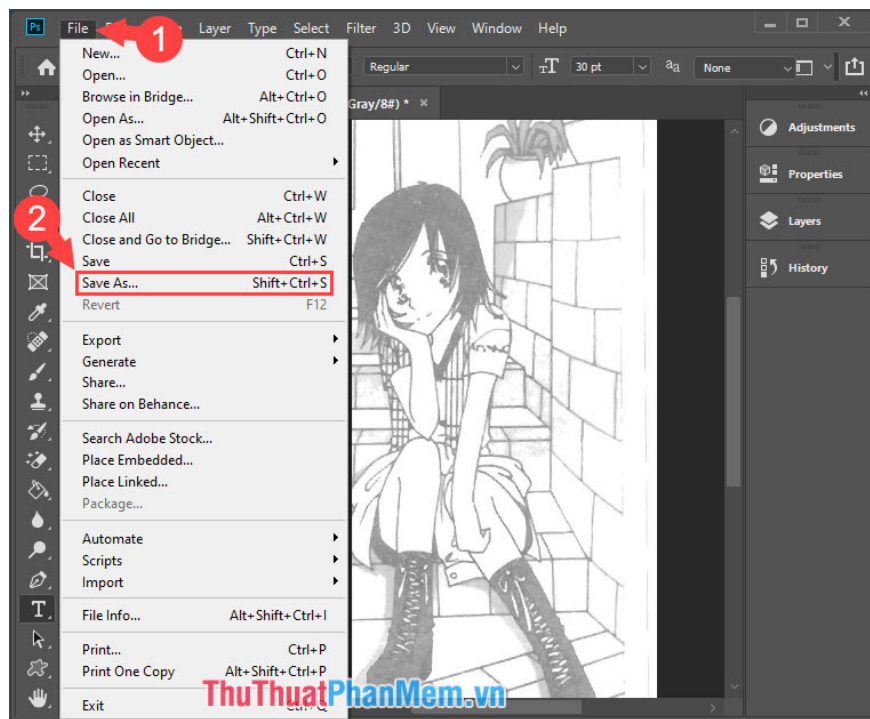 Ps File Layer Type Select Filter 3D View Window Help
1
Regular 30 pt aa None
Gray/8#) * ×
New... Ctrl+N
Open... Ctrl+O
Browse in Bridge... Alt+Ctrl+O
Open As... Alt+Shift+Ctrl+O
Open as Smart Object...
Open Recent
Close Ctrl+W
Close All Alt+Ctrl+W
Close and Go to Bridge... Shift+Ctrl+W
2
Save Ctrl+S
Save As... Shift+Ctrl+S
Revert F12
Export
Generate
Share...
Share on Behance...
Search Adobe Stock...
Place Embedded...
Place Linked...
Package...
Automate
Scripts
Import
File Info... Alt+Shift+Ctrl+I
Print... Ctrl+P
Print One Copy Alt+Shift+Ctrl+P
Exit Ctrl+Q
Adjustments
Properties
Layers
History
ThuThuatPhanMem.vn